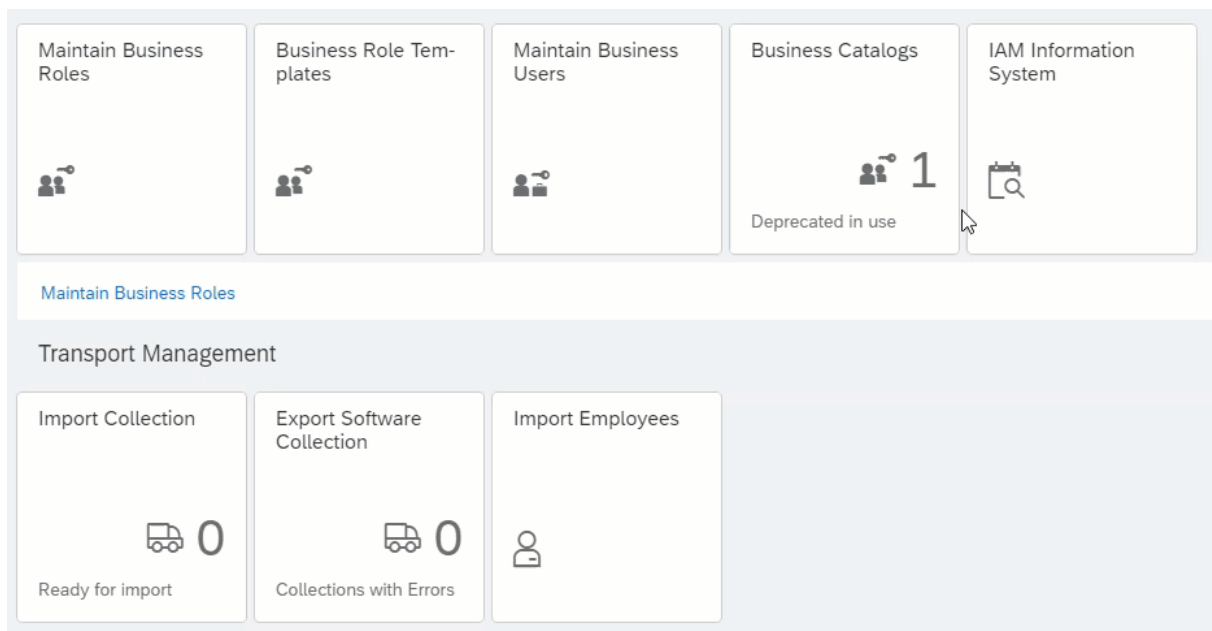 Maintain Business
Roles
Business Role Tem-
plates
Maintain Business
Users
Business Catalogs
1
Deprecated in use
IAM Information
System
Maintain Business Roles
Transport Management
Import Collection
0
Ready for import
Export Software
Collection
0
Collections with Errors
Import Employees